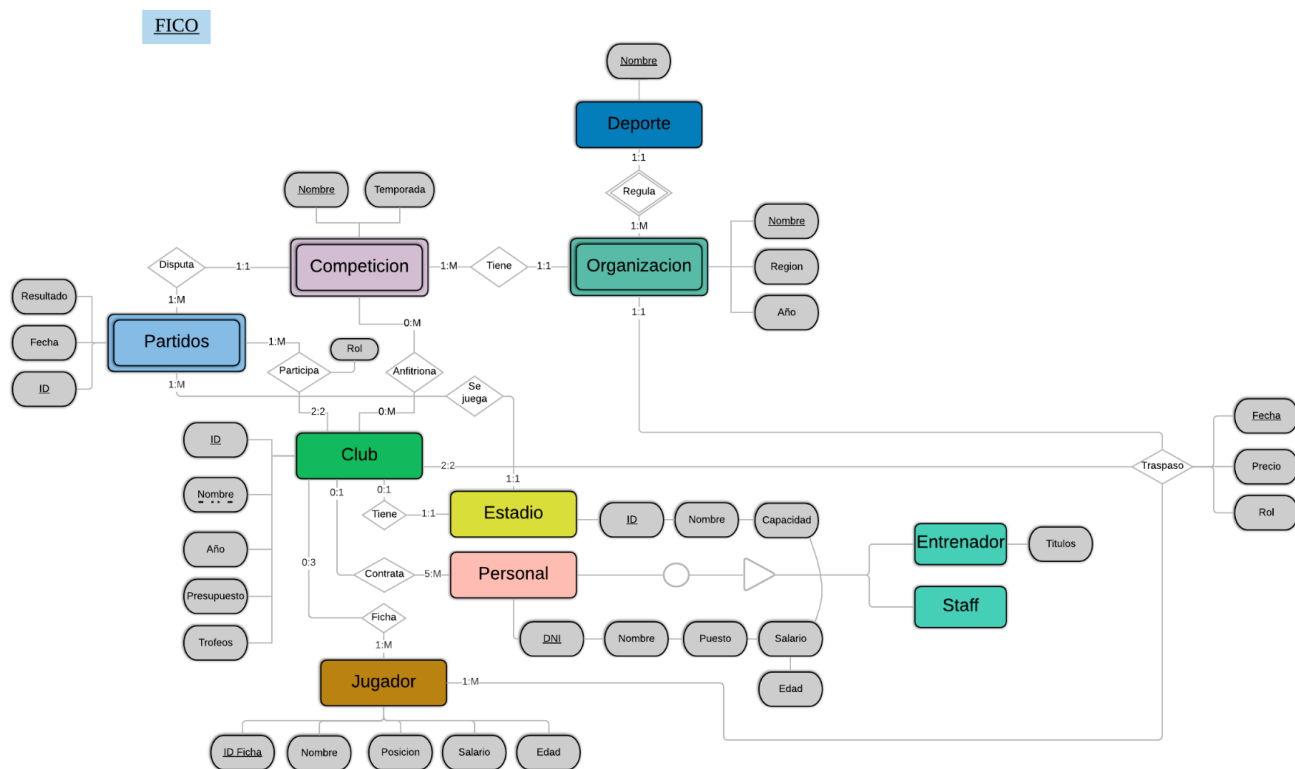 FICO
Nombre
Deporte
1:1
Regula
1:M
Nombre
Temporada
Nombre
Region
Año
Organizacion
1:1
Tiene
1:M
Competicion
1:1
Disputa
1:M
1:1
0:M
Resultado
Fecha
ID
Partidos
1:M
Rol
Participa
Anfitriona
1:M
Se
juega
2:2
0:M
ID
Nombre
Año
Presupuesto
Trofeos
Club
2:2
Traspaso
Fecha
Precio
Rol
0:1
0:1
1:1
Tiene
1:1
Estadio
ID
Nombre
Capacidad
Entrenador
Titulos
Staff
0:3
Contrata
5:M
Personal
DNI
Nombre
Puesto
Salario
Edad
Ficha
1:M
Jugador
1:M
ID Ficha
Nombre
Posicion
Salario
Edad